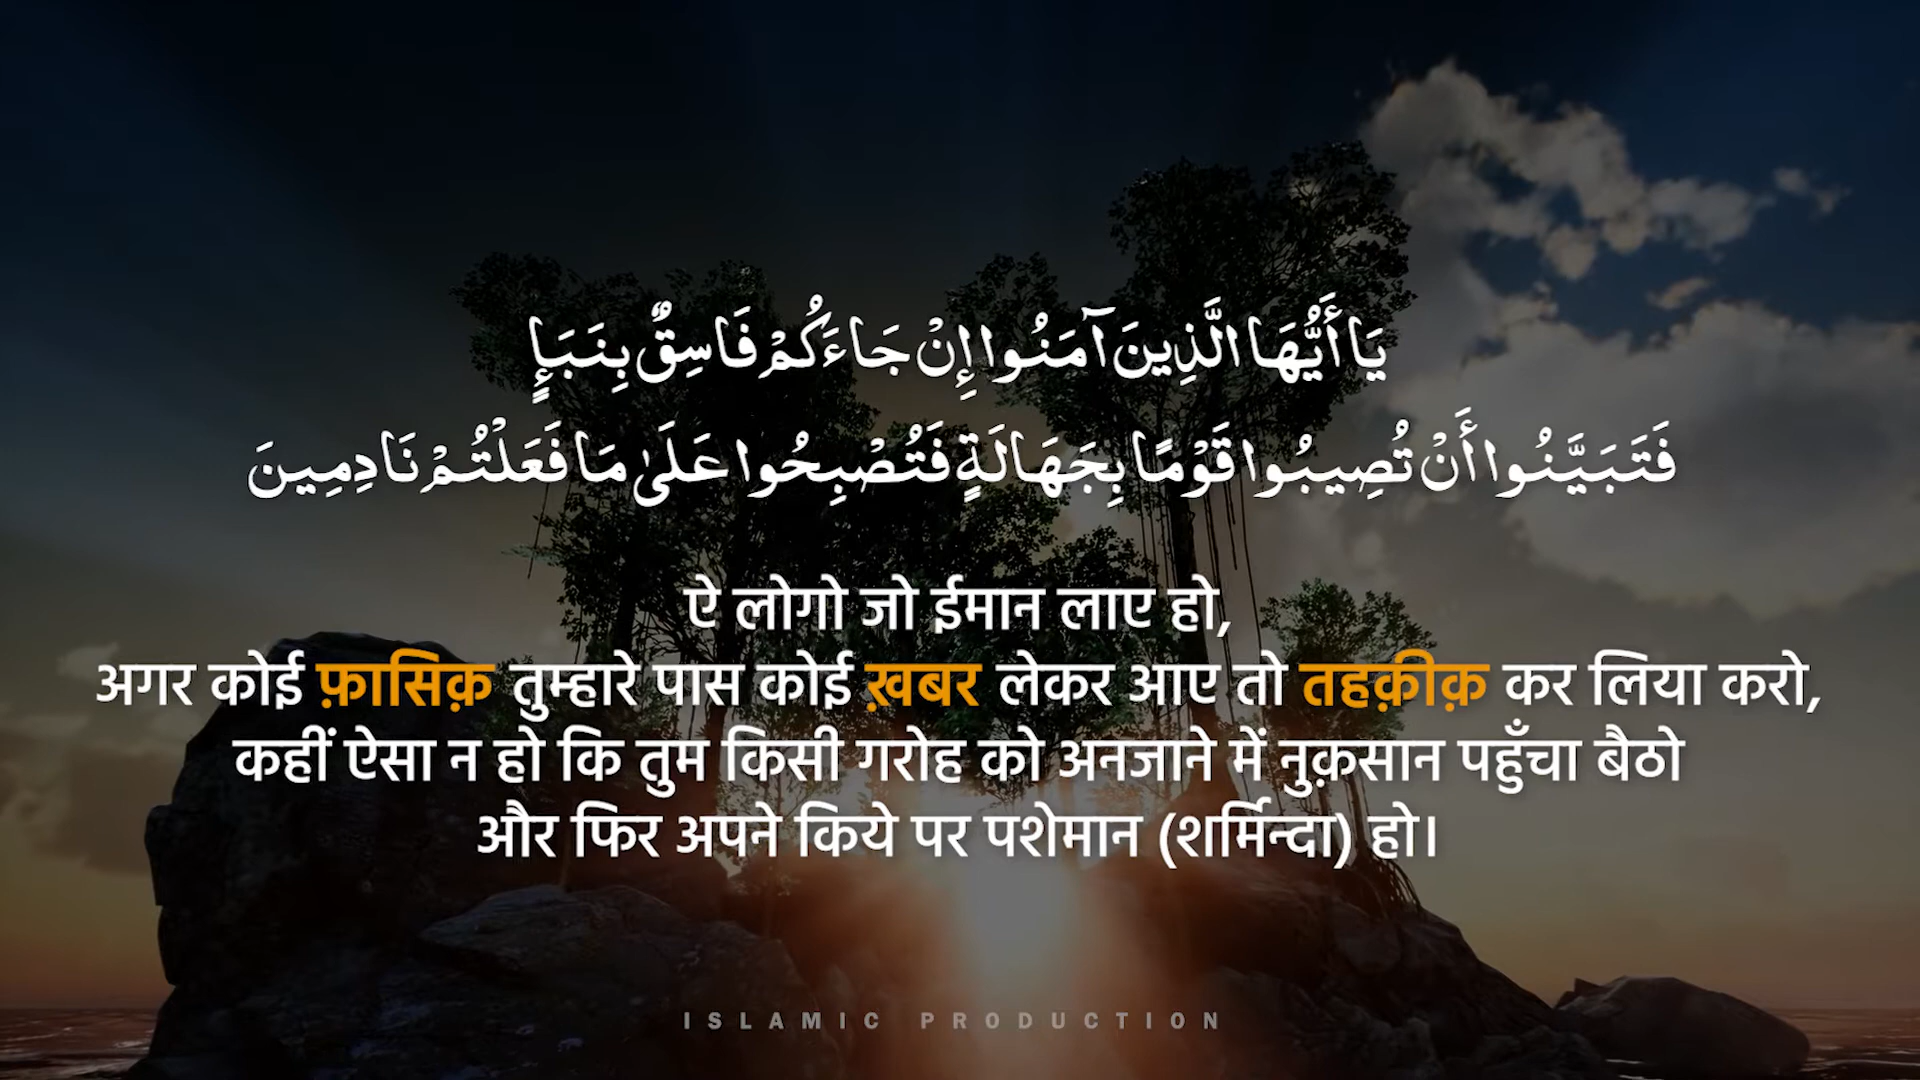 يَا أَيُّهَا الَّذِينَ آمَنُوا إِنْ جَاءَكُمْ فَاسِقٌ بِنَبَإٍ
فَتَبَيَّنُوا أَنْ تُصِيبُوا قَوْمًا بِجَهَالَةٍ فَتُصْبِحُوا عَلَىٰ مَا فَعَلْتُمْ نَادِمِينَ
ऐ लोगो जो ईमान लाए हो,
अगर कोई फ़ासिक़ तुम्हारे पास कोई ख़बर लेकर आए तो तहक़ीक़ कर लिया करो,
कहीं ऐसा न हो कि तुम किसी गरोह को अनजाने में नुक़सान पहुँचा बैठो
और फिर अपने किये पर पशेमान (शर्मिन्दा) हो।
ISLAMIC PRODUCTION